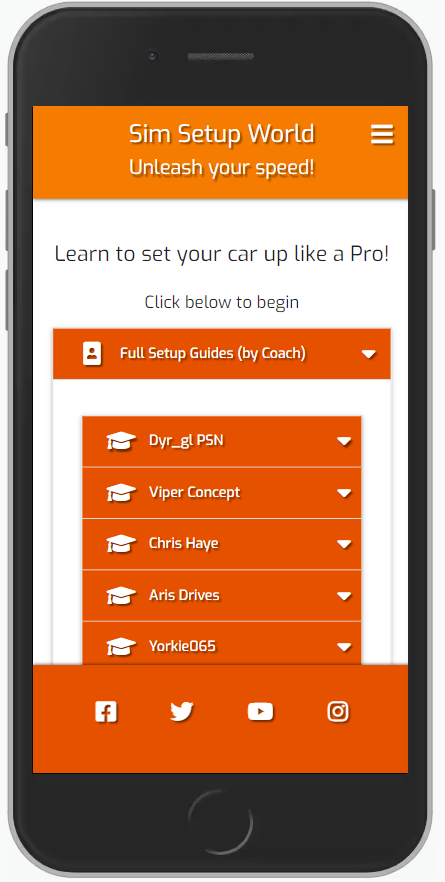 Sim Setup World
Unleash your speed!
Learn to set your car up like a Pro!
Click below to begin
Full Setup Guides (by Coach)
Dyr_gl PSN
Viper Concept
Chris Haye
Aris Drives
Yorkie065